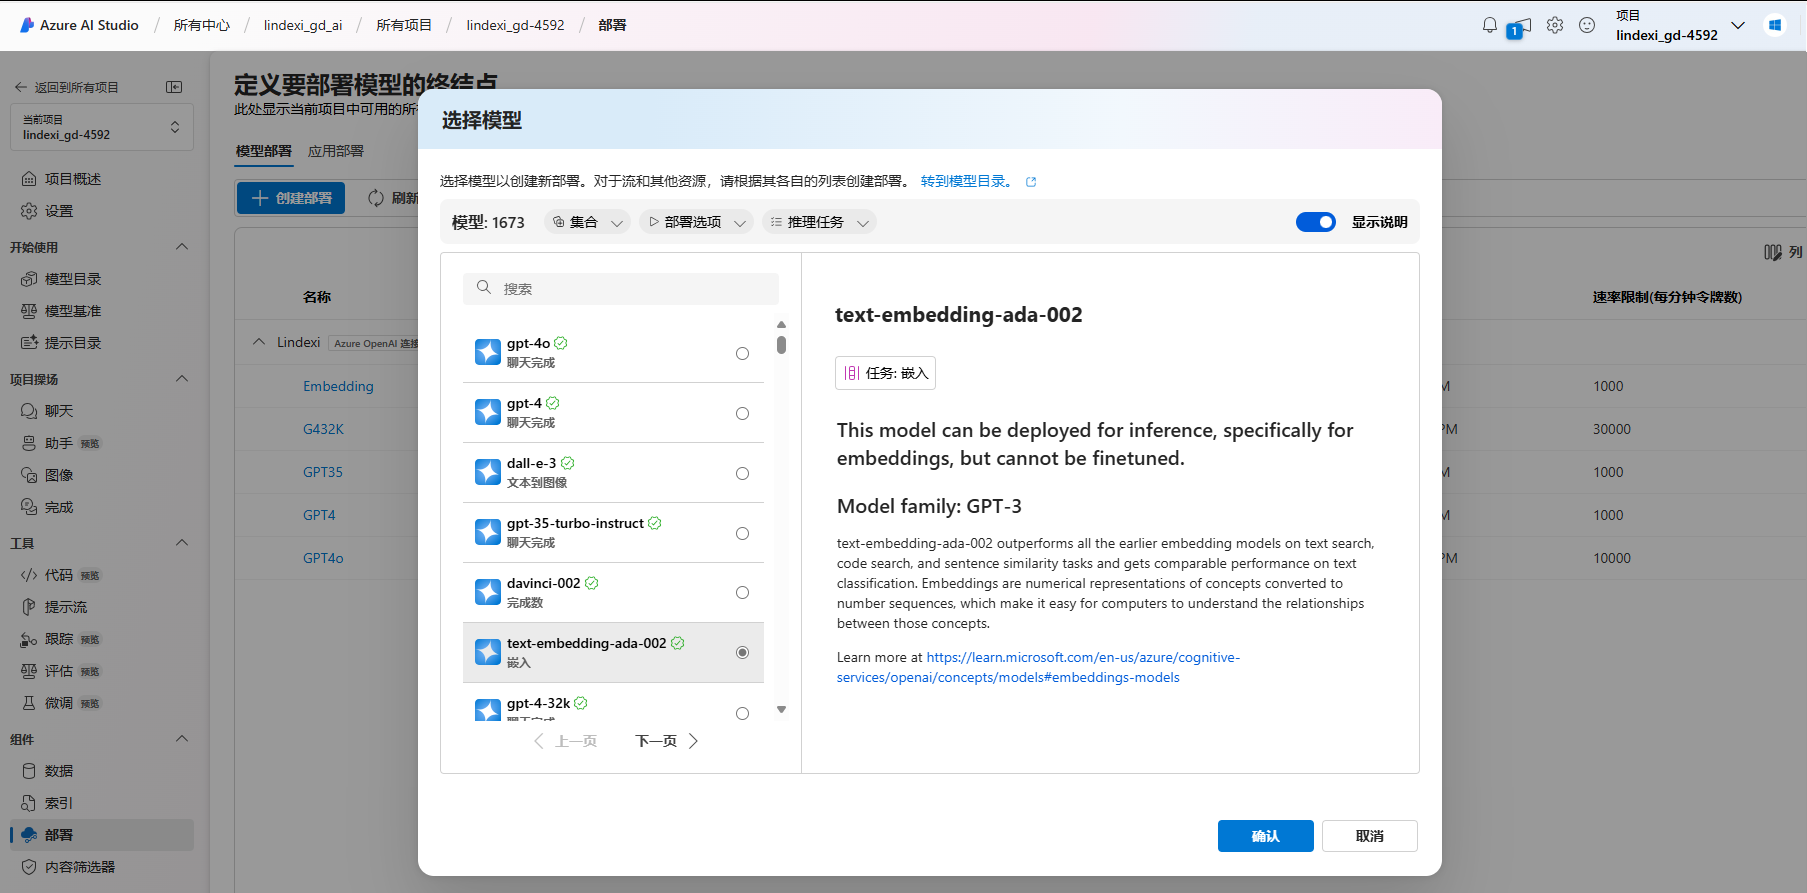 Azure AI Studio / 所有中心 / lindexi_gd_ai / 所有项目 / lindexi_gd-4592 / 部署
1
项目
lindexi_gd-4592
返回到所有项目
当前项目
lindexi_gd-4592
项目概述
设置
开始使用
模型目录
模型基准
提示目录
项目操场
聊天
助手 预览
图像
完成
工具
代码 预览
提示流
跟踪 预览
评估 预览
微调 预览
组件
数据
索引
部署
内容筛选器
定义要部署模型的终结点
此处显示当前项目中可用的所
模型部署 应用部署
创建部署 刷新
列
名称
速率限制(每分钟令牌数)
Lindexi Azure OpenAI 连接
Embedding M 1000
G432K PM 30000
GPT35 M 1000
GPT4 M 1000
GPT4o PM 10000
选择模型
选择模型以创建新部署。对于流和其他资源，请根据其各自的列表创建部署。 转到模型目录。
模型: 1673 集合 部署选项 推理任务 显示说明
搜索
gpt-4o
聊天完成
gpt-4
聊天完成
dall-e-3
文本到图像
gpt-35-turbo-instruct
聊天完成
davinci-002
完成数
text-embedding-ada-002
嵌入
gpt-4-32k
聊天完成
上一页 下一页
text-embedding-ada-002
任务: 嵌入
This model can be deployed for inference, specifically for
embeddings, but cannot be finetuned.
Model family: GPT-3
text-embedding-ada-002 outperforms all the earlier embedding models on text search,
code search, and sentence similarity tasks and gets comparable performance on text
classification. Embeddings are numerical representations of concepts converted to
number sequences, which make it easy for computers to understand the relationships
between those concepts.
Learn more at https://learn.microsoft.com/en-us/azure/cognitive-
services/openai/concepts/models#embeddings-models
确认 取消